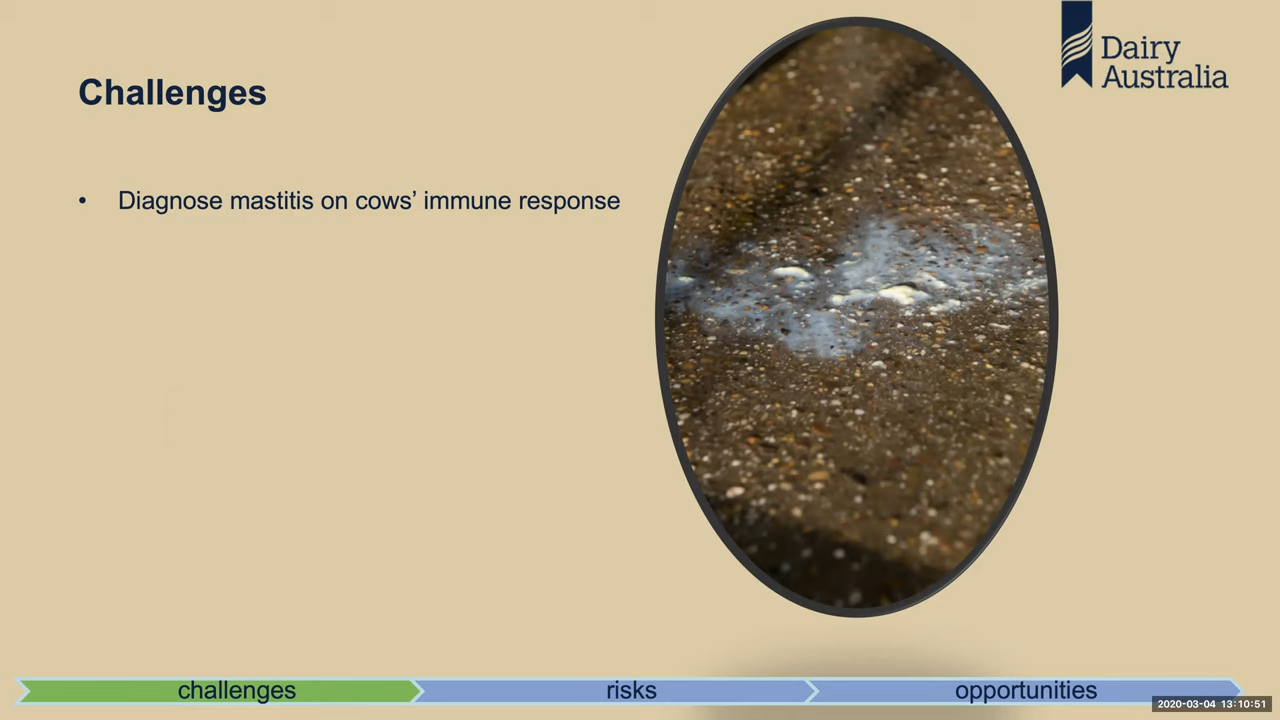 Dairy
Australia
Challenges
• Diagnose mastitis on cows’ immune response
challenges
risks
opportunities
2020-03-04 13:10:51